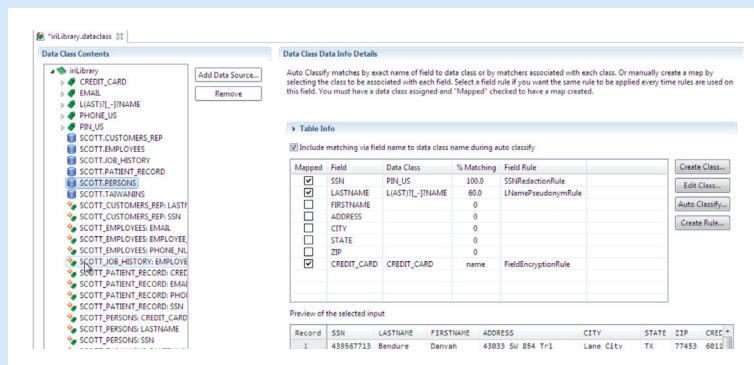 *iriLibrary.dataclass
Data Class Contents
iriLibrary
CREDIT_CARD
EMAIL
L(AST)?[_-]?NAME
PHONE_US
PIN_US
SCOTT.CUSTOMERS_REP
SCOTT.EMPLOYEES
SCOTT.JOB_HISTORY
SCOTT.PATIENT_RECORD
SCOTT.PERSONS
SCOTT.TAIWANINS
SCOTT_CUSTOMERS_REP: LASTN
SCOTT_CUSTOMERS_REP: SSN
SCOTT_EMPLOYEES: EMAIL
SCOTT_EMPLOYEES: EMPLOYEE_
SCOTT_EMPLOYEES: PHONE_NU
SCOTT_JOB_HISTORY: EMPLOYE
SCOTT_PATIENT_RECORD: CRED
SCOTT_PATIENT_RECORD: EMAI
SCOTT_PATIENT_RECORD: PHO
SCOTT_PATIENT_RECORD: SSN
SCOTT_PERSONS: CREDIT_CARD
SCOTT_PERSONS: LASTNAME
SCOTT_PERSONS: SSN
Add Data Source...
Remove
Data Class Data Info Details
Auto Classify matches by exact name of field to data class or by matchers associated with each class. Or manually create a map by
selecting the class to be associated with each field. Select a field rule if you want the same rule to be applied every time rules are used on
this field. You must have a data class assigned and "Mapped" checked to have a map created.
Table Info
Include matching via field name to data class name during auto classify
Mapped Field Data Class % Matching Field Rule
SSN PIN_US 100.0 SSNRedactionRule
LASTNAME L(AST)?[_-]?NAME 60.0 LNamePseudonymRule
FIRSTNAME 0
ADDRESS 0
CITY 0
STATE 0
ZIP 0
CREDIT_CARD CREDIT_CARD name FieldEncryptionRule
Create Class...
Edit Class...
Auto Classify...
Create Rule...
Preview of the selected input
Record SSN LASTNAME FIRSTNAME ADDRESS CITY STATE ZIP CRED
1 439567713 Bendure Danyah 43033 SW 854 Trl Lane City TX 77453 6011